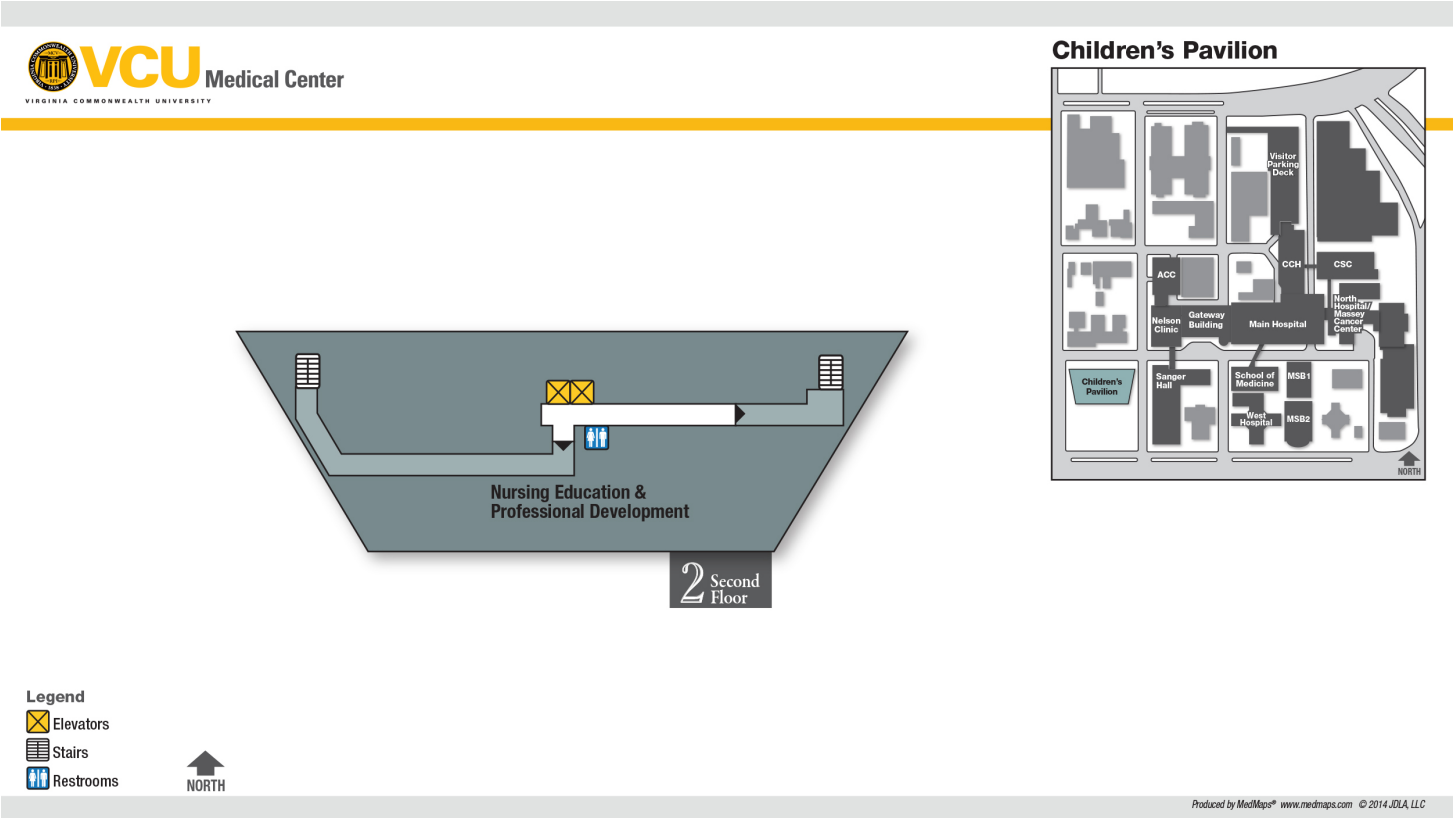 VCU Medical Center
VIRGINIA COMMONWEALTH UNIVERSITY
Children's Pavilion
Visitor
Parking
Deck
CCH
CSC
ACC
North
Hospital/
Massey
Cancer
Center
Nelson
Clinic
Gateway
Building
Main Hospital
Children's
Pavilion
Sanger
Hall
School of
Medicine
MSB1
West
Hospital
MSB2
NORTH
Nursing Education &
Professional Development
2 Second
Floor
Legend
Elevators
Stairs
Restrooms
NORTH
Produced by MedMaps® www.medmaps.com © 2014 JDLA, LLC